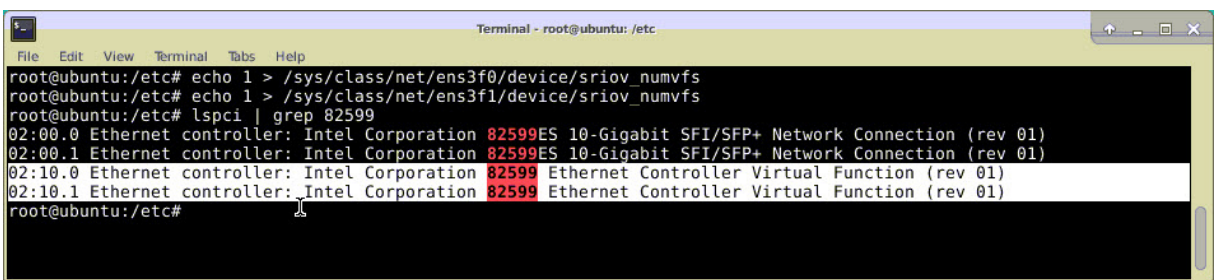 Terminal - root@ubuntu: /etc
File Edit View Terminal Tabs Help
root@ubuntu:/etc# echo 1 > /sys/class/net/ens3f0/device/sriov_numvfs
root@ubuntu:/etc# echo 1 > /sys/class/net/ens3f1/device/sriov_numvfs
root@ubuntu:/etc# lspci | grep 82599
02:00.0 Ethernet controller: Intel Corporation 82599ES 10-Gigabit SFI/SFP+ Network Connection (rev 01)
02:00.1 Ethernet controller: Intel Corporation 82599ES 10-Gigabit SFI/SFP+ Network Connection (rev 01)
02:10.0 Ethernet controller: Intel Corporation 82599 Ethernet Controller Virtual Function (rev 01)
02:10.1 Ethernet controller: Intel Corporation 82599 Ethernet Controller Virtual Function (rev 01)
root@ubuntu:/etc#